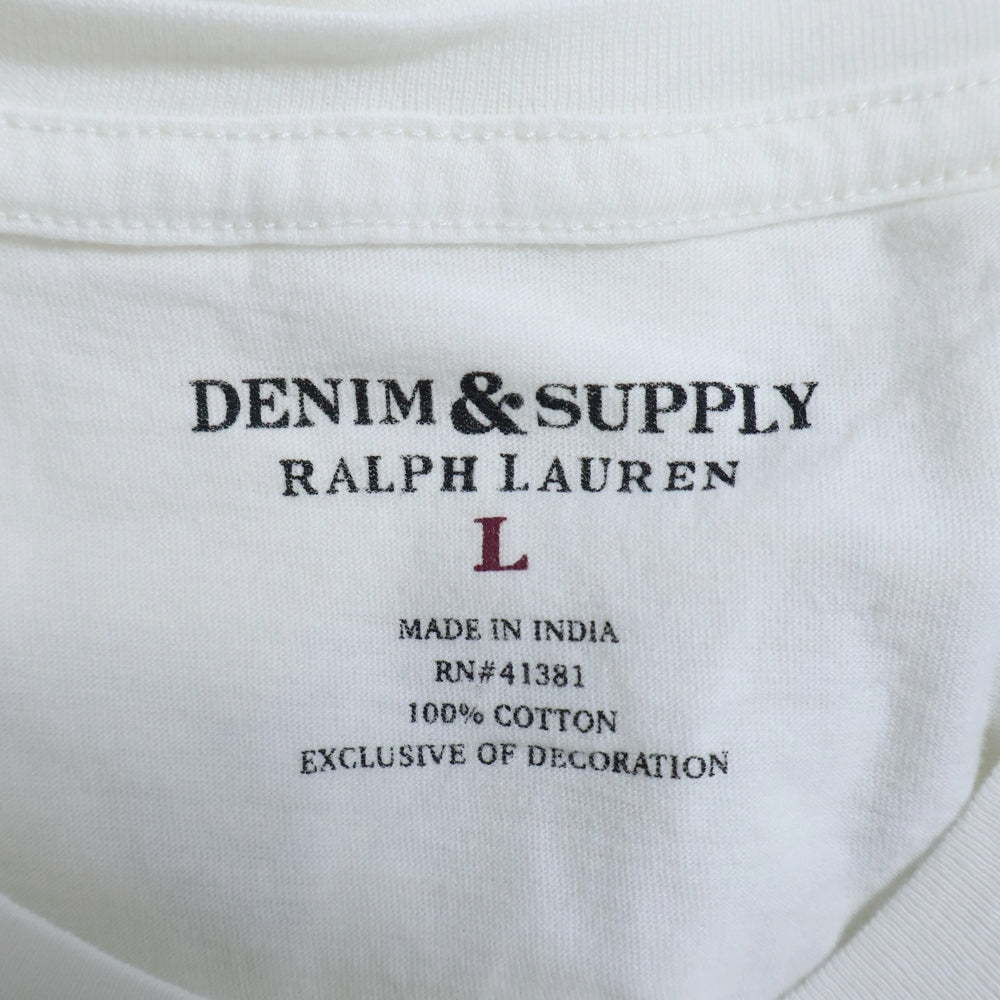 DENIM & SUPPLY
RALPH LAUREN
L
MADE IN INDIA
RN#41381
100% COTTON
EXCLUSIVE OF DECORATION